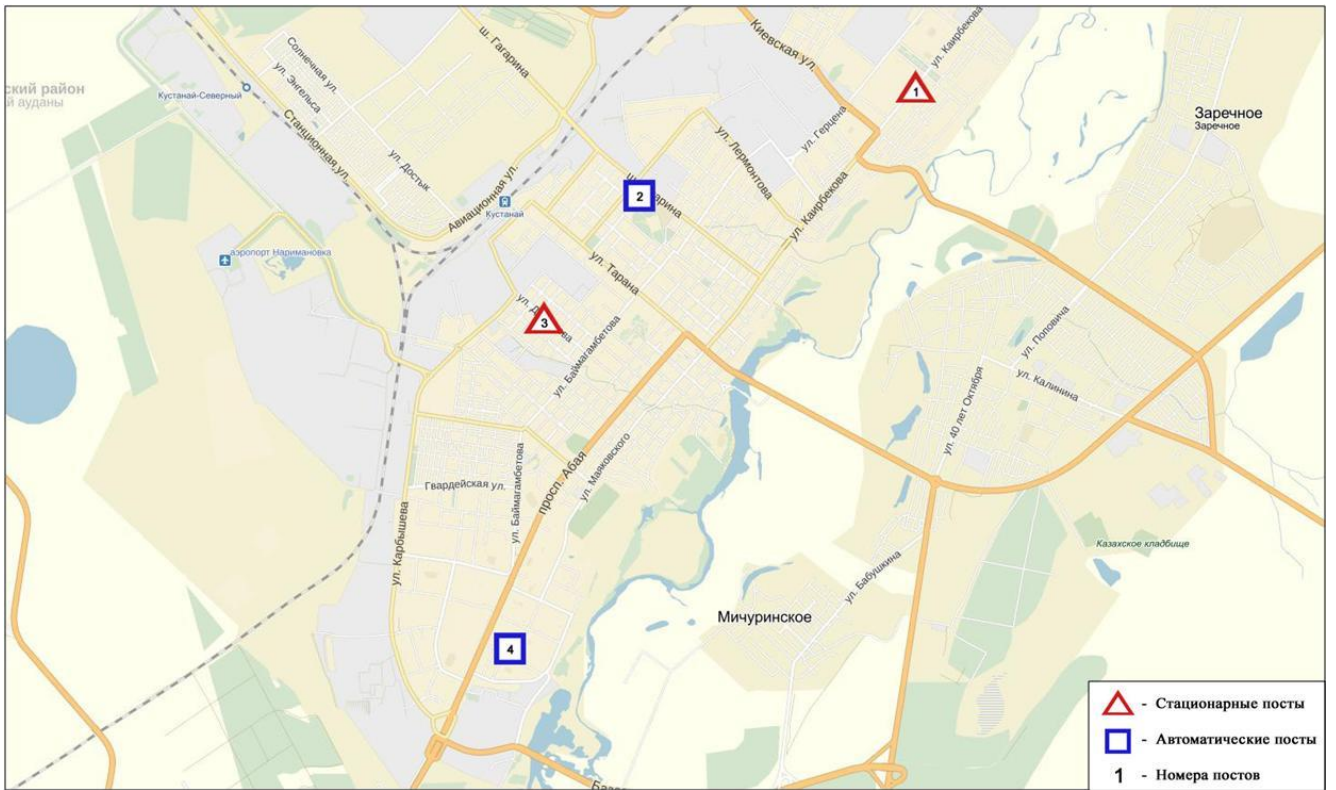 ш. Гагарина
Киевская ул.
ул. Каирбекова
Солнечная ул.
ул. Энгельса
ский район
й ауданы
Кустанай-Северный
Станционная ул.
ул. Достык
Авиационная ул.
Кустанай
1
ул. Герцена
ул. Лермонтова
Заречное
Заречное
2
ул. Каирбекова
аэропорт Наримановка
ул. Тарана
3
ул. Баймагамбетова
ул. Поповича
ул. Калинина
ул. 40 лет Октября
ул. Маяковского
просп. Абая
Гвардейская ул.
ул. Баймагамбетова
ул. Карбышева
Казахское кладбище
ул. Бабушкина
Мичуринское
4
- Стационарные посты
- Автоматические посты
1 - Номера постов